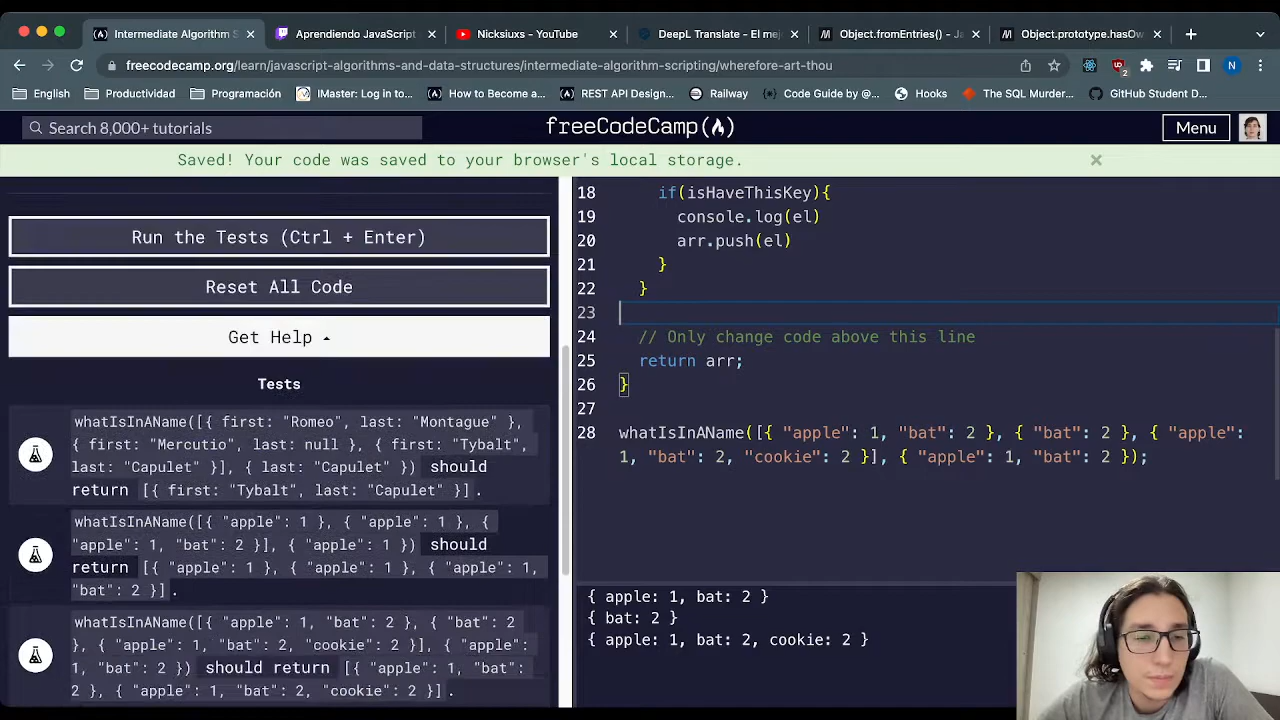 Intermediate Algorithm S
Aprendiendo JavaScript
Nicksiuxs - YouTube
DeepL Translate - El me
Object.fromEntries() - Ja
Object.prototype.hasOw
freecodecamp.org/learn/javascript-algorithms-and-data-structures/intermediate-algorithm-scripting/wherefore-art-thou
2
N
English
Productividad
Programación
IMaster: Log in to...
How to Become a...
REST API Design...
Railway
Code Guide by @...
Hooks
The SQL Murder...
GitHub Student D...
Search 8,000+ tutorials
freeCodeCamp
Menu
Saved! Your code was saved to your browser's local storage.
Run the Tests (Ctrl + Enter)
Reset All Code
Get Help
Tests
whatIsInAName([{ first: "Romeo", last: "Montague" },
{ first: "Mercutio", last: null }, { first: "Tybalt",
last: "Capulet" }], { last: "Capulet" }) should
return [{ first: "Tybalt", last: "Capulet" }].
whatIsInAName([{ "apple": 1 }, { "apple": 1 }, {
"apple": 1, "bat": 2 }], { "apple": 1 }) should
return [{ "apple": 1 }, { "apple": 1 }, { "apple": 1,
"bat": 2 }].
whatIsInAName([{ "apple": 1, "bat": 2 }, { "bat": 2
}, { "apple": 1, "bat": 2, "cookie": 2 }], { "apple":
1, "bat": 2 }) should return [{ "apple": 1, "bat":
2 }, { "apple": 1, "bat": 2, "cookie": 2 }].
18 if(isHaveThisKey){
19 console.log(el)
20 arr.push(el)
21 }
22 }
23
24 // Only change code above this line
25 return arr;
26 }
27
28 whatIsInAName([{ "apple": 1, "bat": 2 }, { "bat": 2 }, { "apple":
1, "bat": 2, "cookie": 2 }], { "apple": 1, "bat": 2 });
{ apple: 1, bat: 2 }
{ bat: 2 }
{ apple: 1, bat: 2, cookie: 2 }